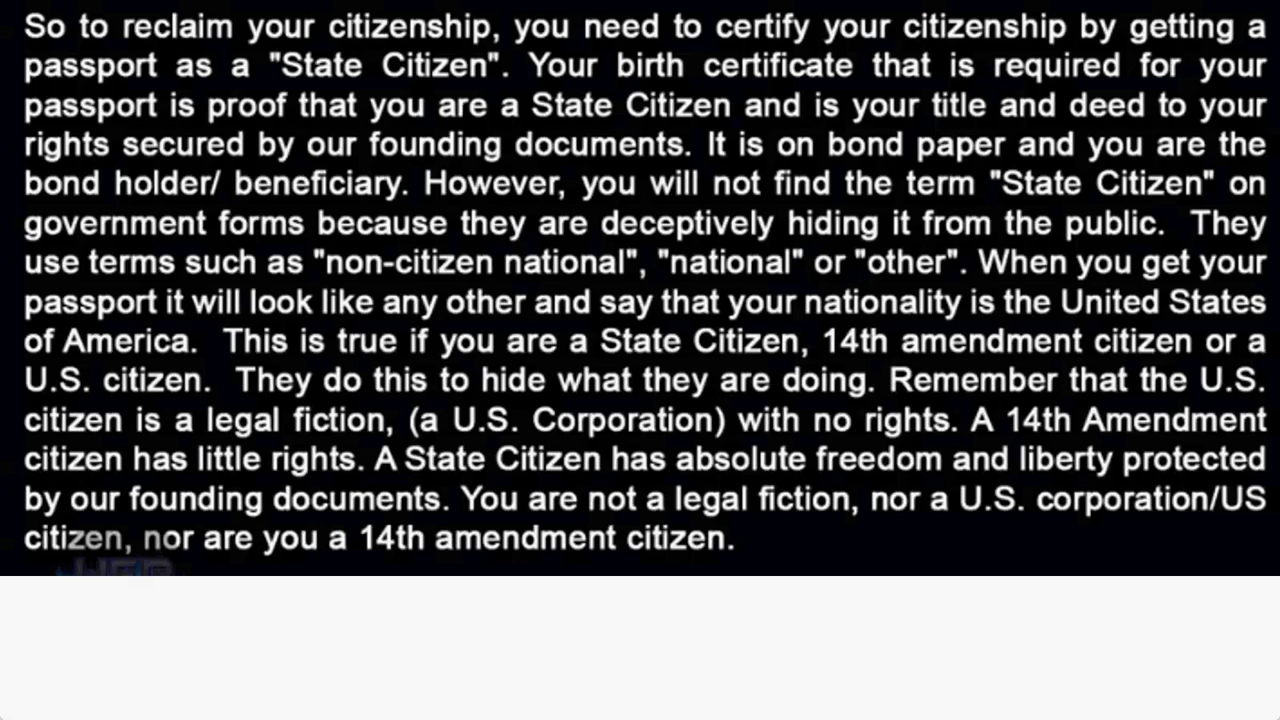 So to reclaim your citizenship, you need to certify your citizenship by getting a
passport as a "State Citizen". Your birth certificate that is required for your
passport is proof that you are a State Citizen and is your title and deed to your
rights secured by our founding documents. It is on bond paper and you are the
bond holder/ beneficiary. However, you will not find the term "State Citizen" on
government forms because they are deceptively hiding it from the public. They
use terms such as "non-citizen national", "national" or "other". When you get your
passport it will look like any other and say that your nationality is the United States
of America. This is true if you are a State Citizen, 14th amendment citizen or a
U.S. citizen. They do this to hide what they are doing. Remember that the U.S.
citizen is a legal fiction, (a U.S. Corporation) with no rights. A 14th Amendment
citizen has little rights. A State Citizen has absolute freedom and liberty protected
by our founding documents. You are not a legal fiction, nor a U.S. corporation/US
citizen, nor are you a 14th amendment citizen.